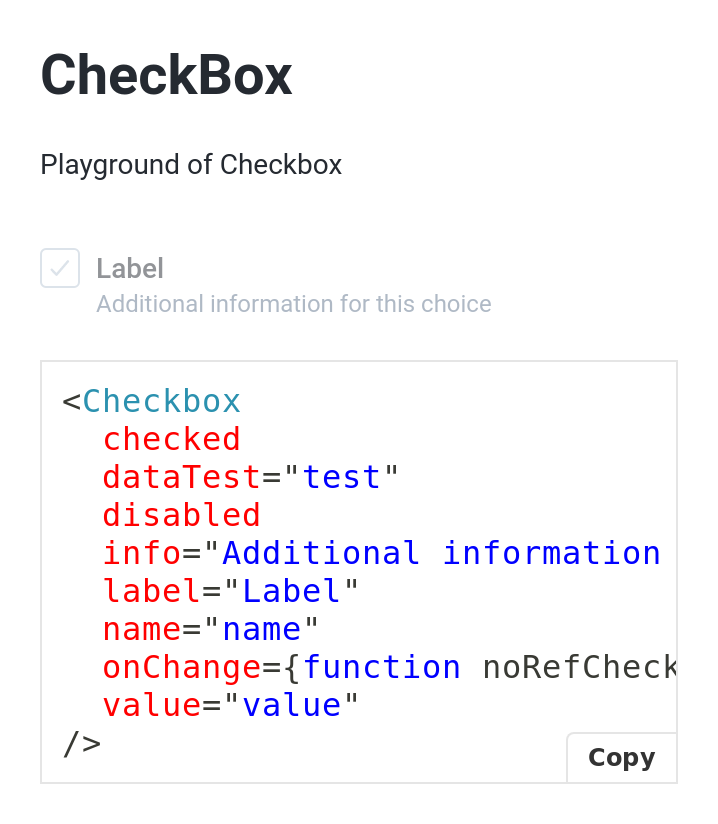 CheckBox
Playground of Checkbox
Label
Additional information for this choice
<Checkbox
  checked
  dataTest="test"
  disabled
  info="Additional information
  label="Label"
  name="name"
  onChange={function noRefCheck
  value="value"
/>
Copy